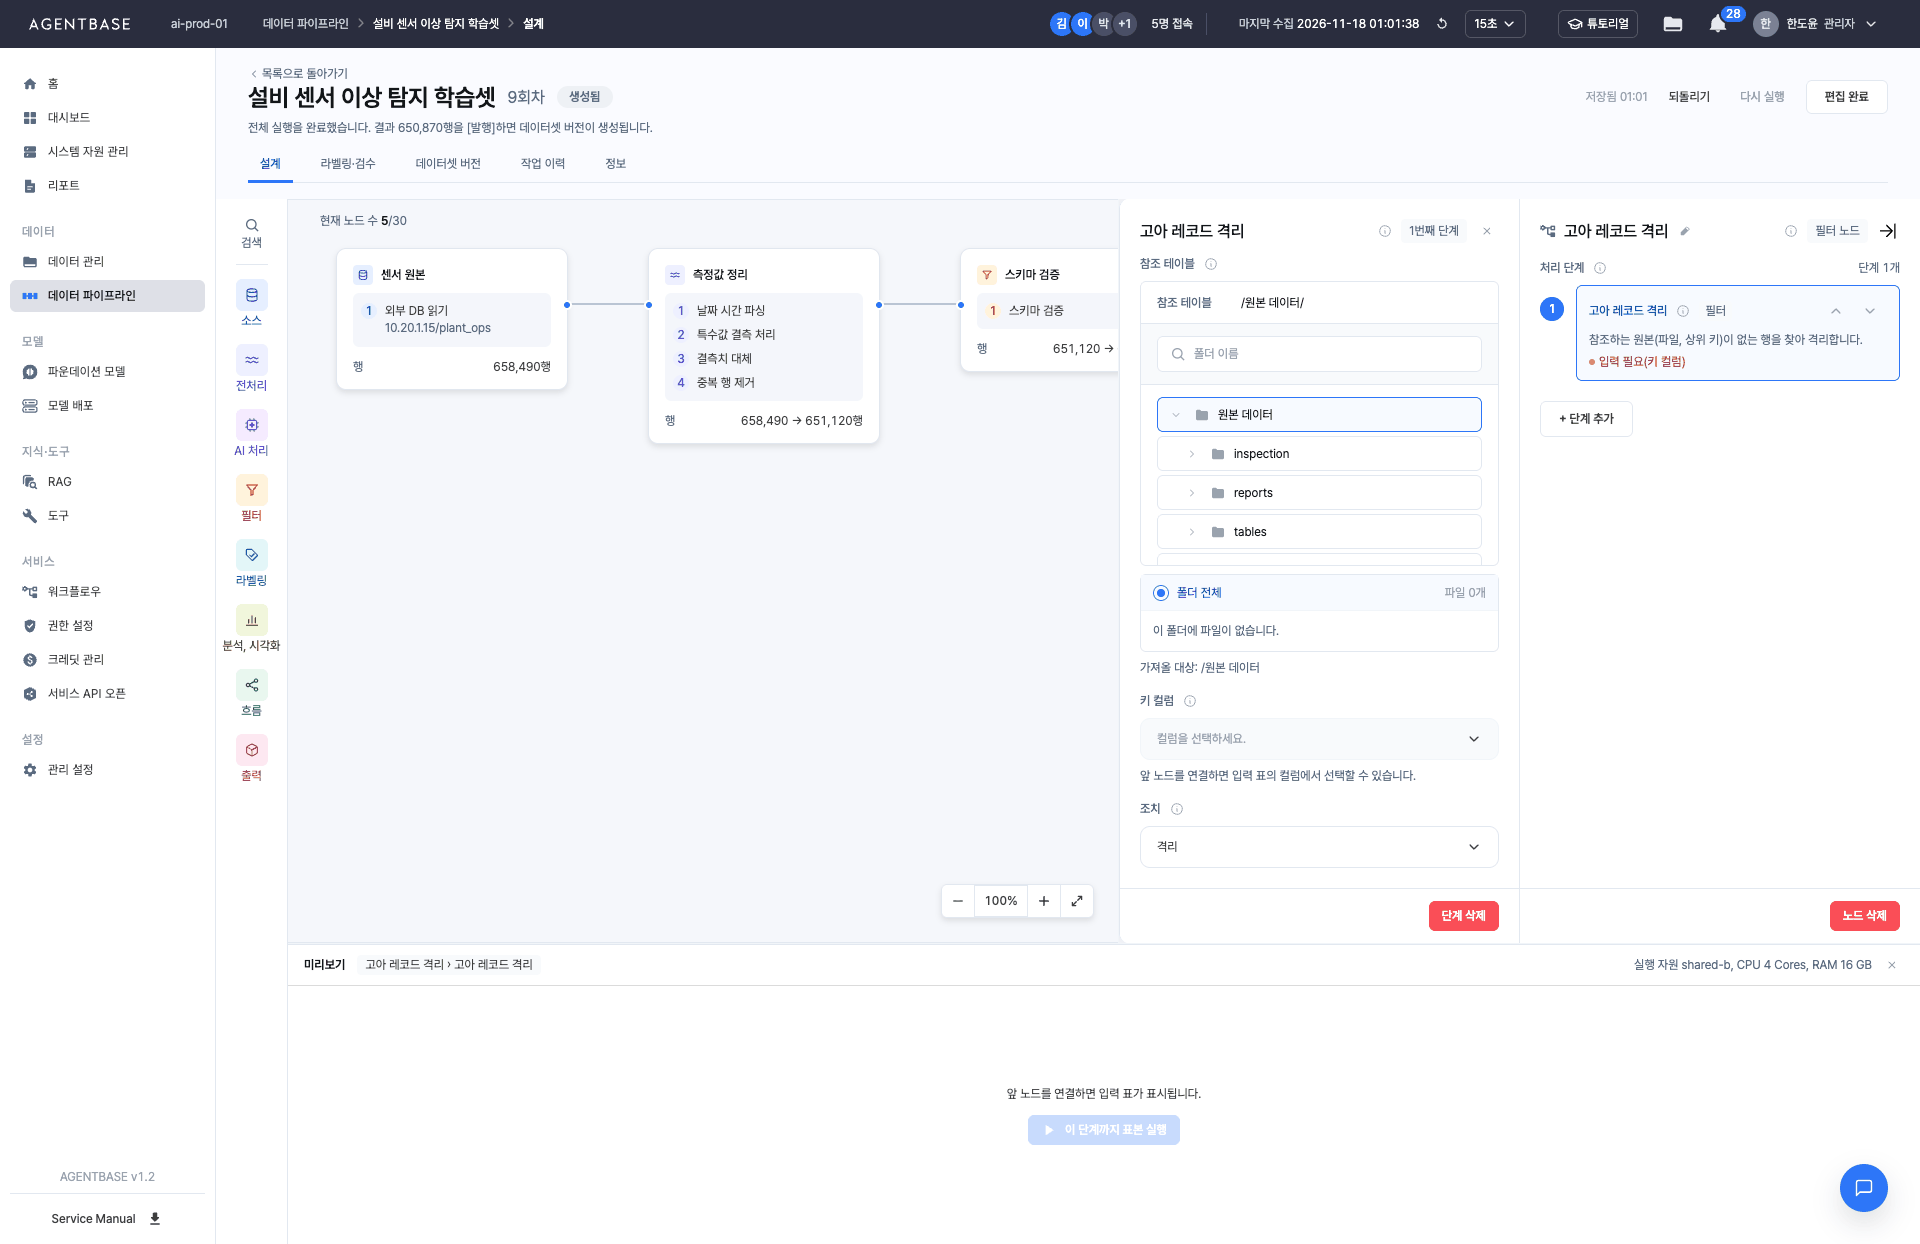 AGENTBASE
ai-prod-01
데이터 파이프라인
설비 센서 이상 탐지 학습셋
설계
김
이
박
+1
5명 접속
마지막 수집 2026-11-18 01:01:38
15초
튜토리얼
28
한
한도윤 관리자
홈
대시보드
시스템 자원 관리
리포트
데이터
데이터 관리
데이터 파이프라인
모델
파운데이션 모델
모델 배포
지식·도구
RAG
도구
서비스
워크플로우
권한 설정
크레딧 관리
서비스 API 오픈
설정
관리 설정
AGENTBASE v1.2
Service Manual
목록으로 돌아가기
설비 센서 이상 탐지 학습셋 9회차 생성됨
전체 실행을 완료했습니다. 결과 650,870행을 [발행]하면 데이터셋 버전이 생성됩니다.
저장됨 01:01
되돌리기
다시 실행
편집 완료
설계
라벨링·검수
데이터셋 버전
작업 이력
정보
검색
소스
전처리
AI 처리
필터
라벨링
분석, 시각화
흐름
출력
현재 노드 수 5/30
센서 원본
1 외부 DB 읽기
10.20.1.15/plant_ops
행 658,490행
측정값 정리
1 날짜 시간 파싱
2 특수값 결측 처리
3 결측치 대체
4 중복 행 제거
행 658,490 → 651,120행
스키마 검증
1 스키마 검증
행 651,120 →
100%
고아 레코드 격리
1번째 단계
참조 테이블
참조 테이블 /원본 데이터/
폴더 이름
원본 데이터
inspection
reports
tables
폴더 전체
파일 0개
이 폴더에 파일이 없습니다.
가져올 대상: /원본 데이터
키 컬럼
컬럼을 선택하세요.
앞 노드를 연결하면 입력 표의 컬럼에서 선택할 수 있습니다.
조치
격리
단계 삭제
고아 레코드 격리
필터 노드
처리 단계
단계 1개
1
고아 레코드 격리 필터
참조하는 원본(파일, 상위 키)이 없는 행을 찾아 격리합니다.
입력 필요(키 컬럼)
+ 단계 추가
노드 삭제
미리보기
고아 레코드 격리 › 고아 레코드 격리
실행 자원 shared-b, CPU 4 Cores, RAM 16 GB
앞 노드를 연결하면 입력 표가 표시됩니다.
이 단계까지 표본 실행